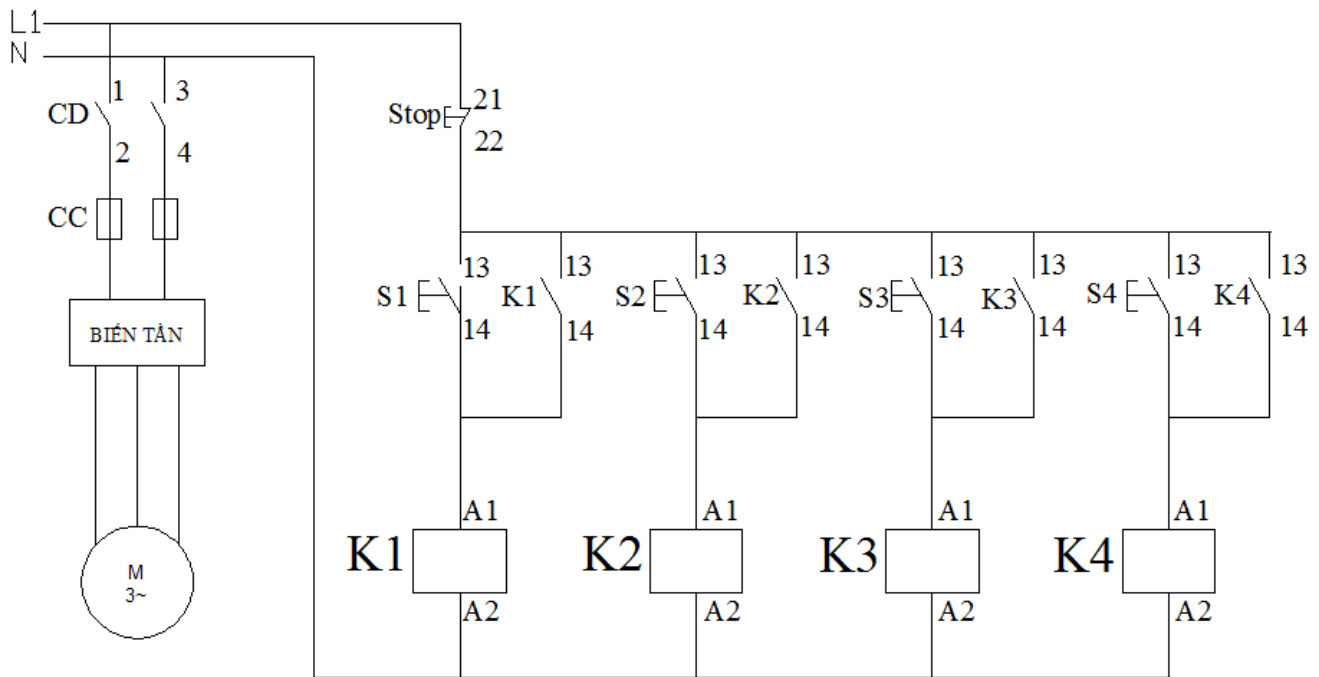 L1
N
1 3
CD
2 4
CC
BIẾN TẦN
M
3~
Stop 21
22
13 13 13 13 13 13 13 13
S1 K1 S2 K2 S3 K3 S4 K4
14 14 14 14 14 14 14 14
A1 A1 A1 A1
K1 K2 K3 K4
A2 A2 A2 A2